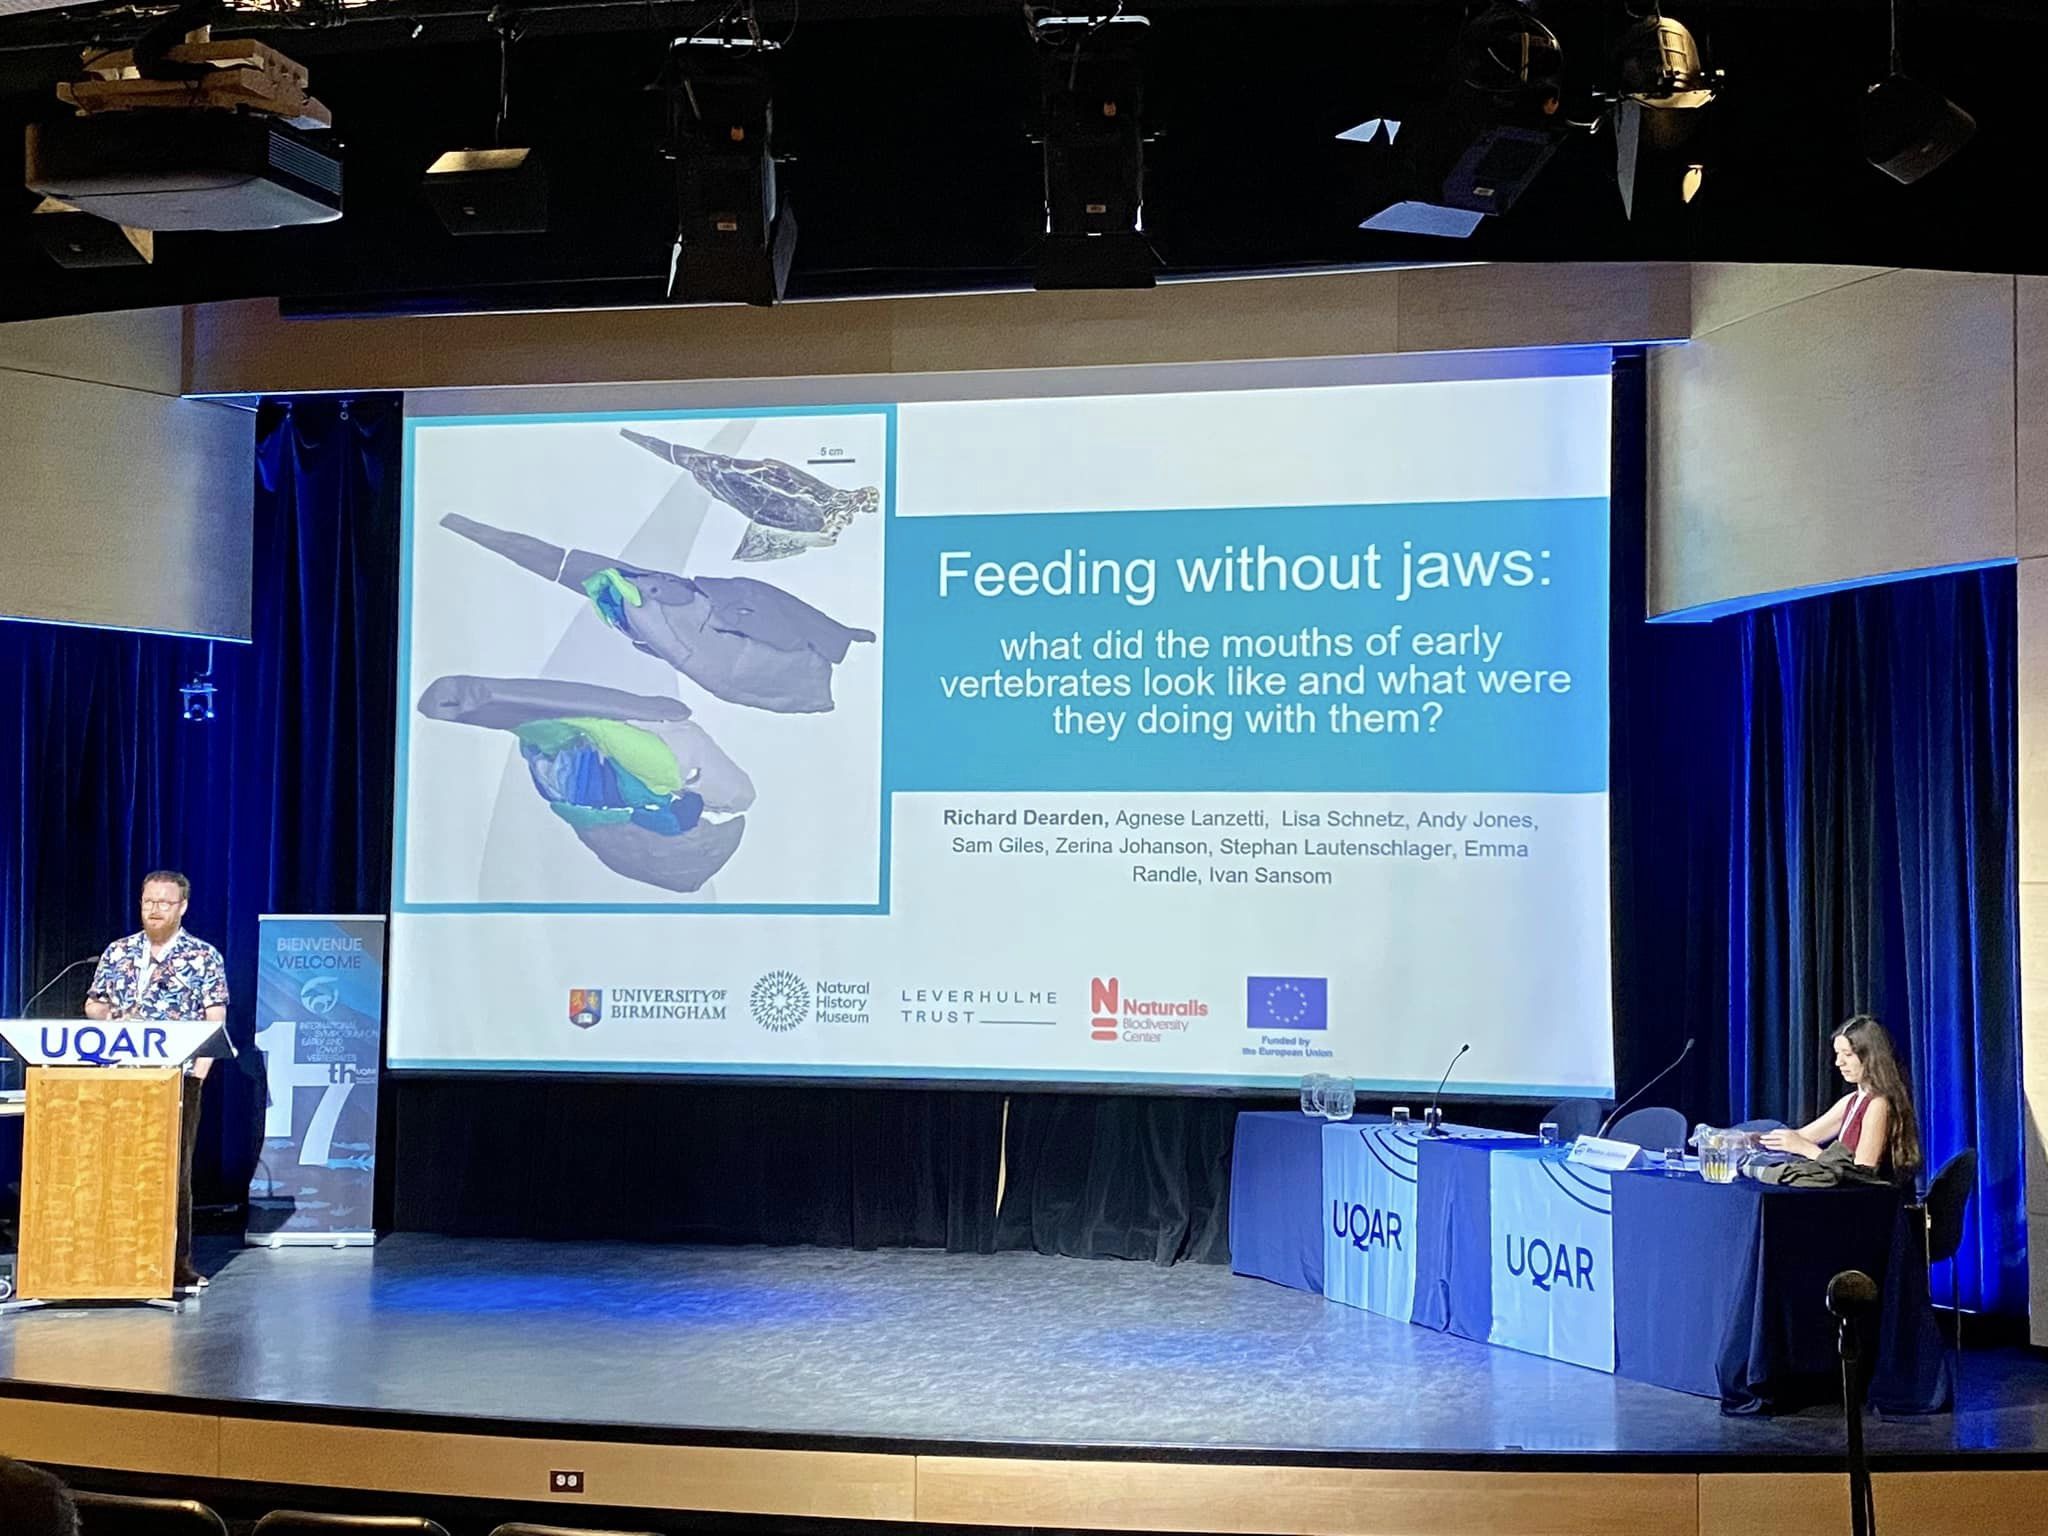 5 cm
Feeding without jaws:
what did the mouths of early
vertebrates look like and what were
they doing with them?
Richard Dearden, Agnese Lanzetti, Lisa Schnetz, Andy Jones,
Sam Giles, Zerina Johanson, Stephan Lautenschlager, Emma
Randle, Ivan Sansom
UNIVERSITY OF
BIRMINGHAM
Natural
History
Museum
LEVERHULME
TRUST
Naturalis
Biodiversity
Center
Funded by
the European Union
BIENVENUE
WELCOME
INTERNATIONAL
SYMPOSIUM ON
EARLY AND
LOWER
VERTEBRATES
17th
UQAR
UQAR
UQAR
UQAR